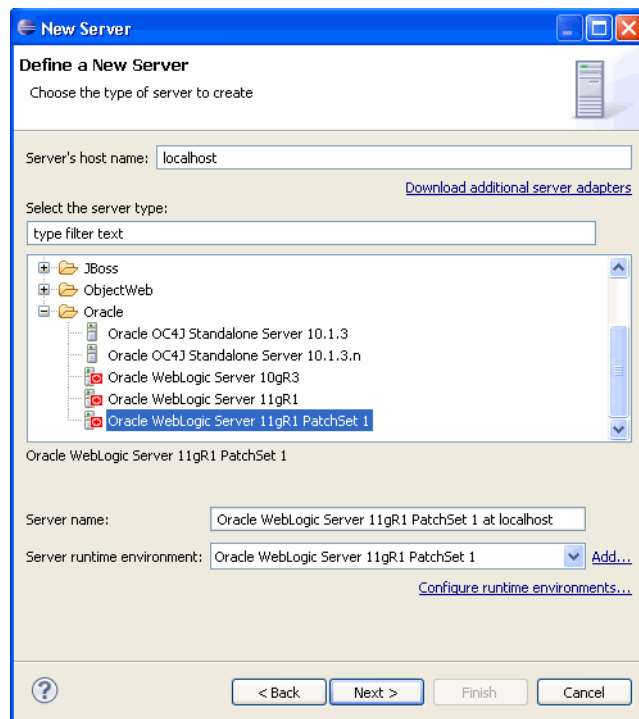 New Server
Define a New Server
Choose the type of server to create
Server's host name: localhost
Download additional server adapters
Select the server type:
type filter text
JBoss
ObjectWeb
Oracle
Oracle OC4J Standalone Server 10.1.3
Oracle OC4J Standalone Server 10.1.3.n
Oracle WebLogic Server 10gR3
Oracle WebLogic Server 11gR1
Oracle WebLogic Server 11gR1 PatchSet 1
Oracle WebLogic Server 11gR1 PatchSet 1
Server name: Oracle WebLogic Server 11gR1 PatchSet 1 at localhost
Server runtime environment: Oracle WebLogic Server 11gR1 PatchSet 1 Add...
Configure runtime environments...
? < Back Next > Finish Cancel